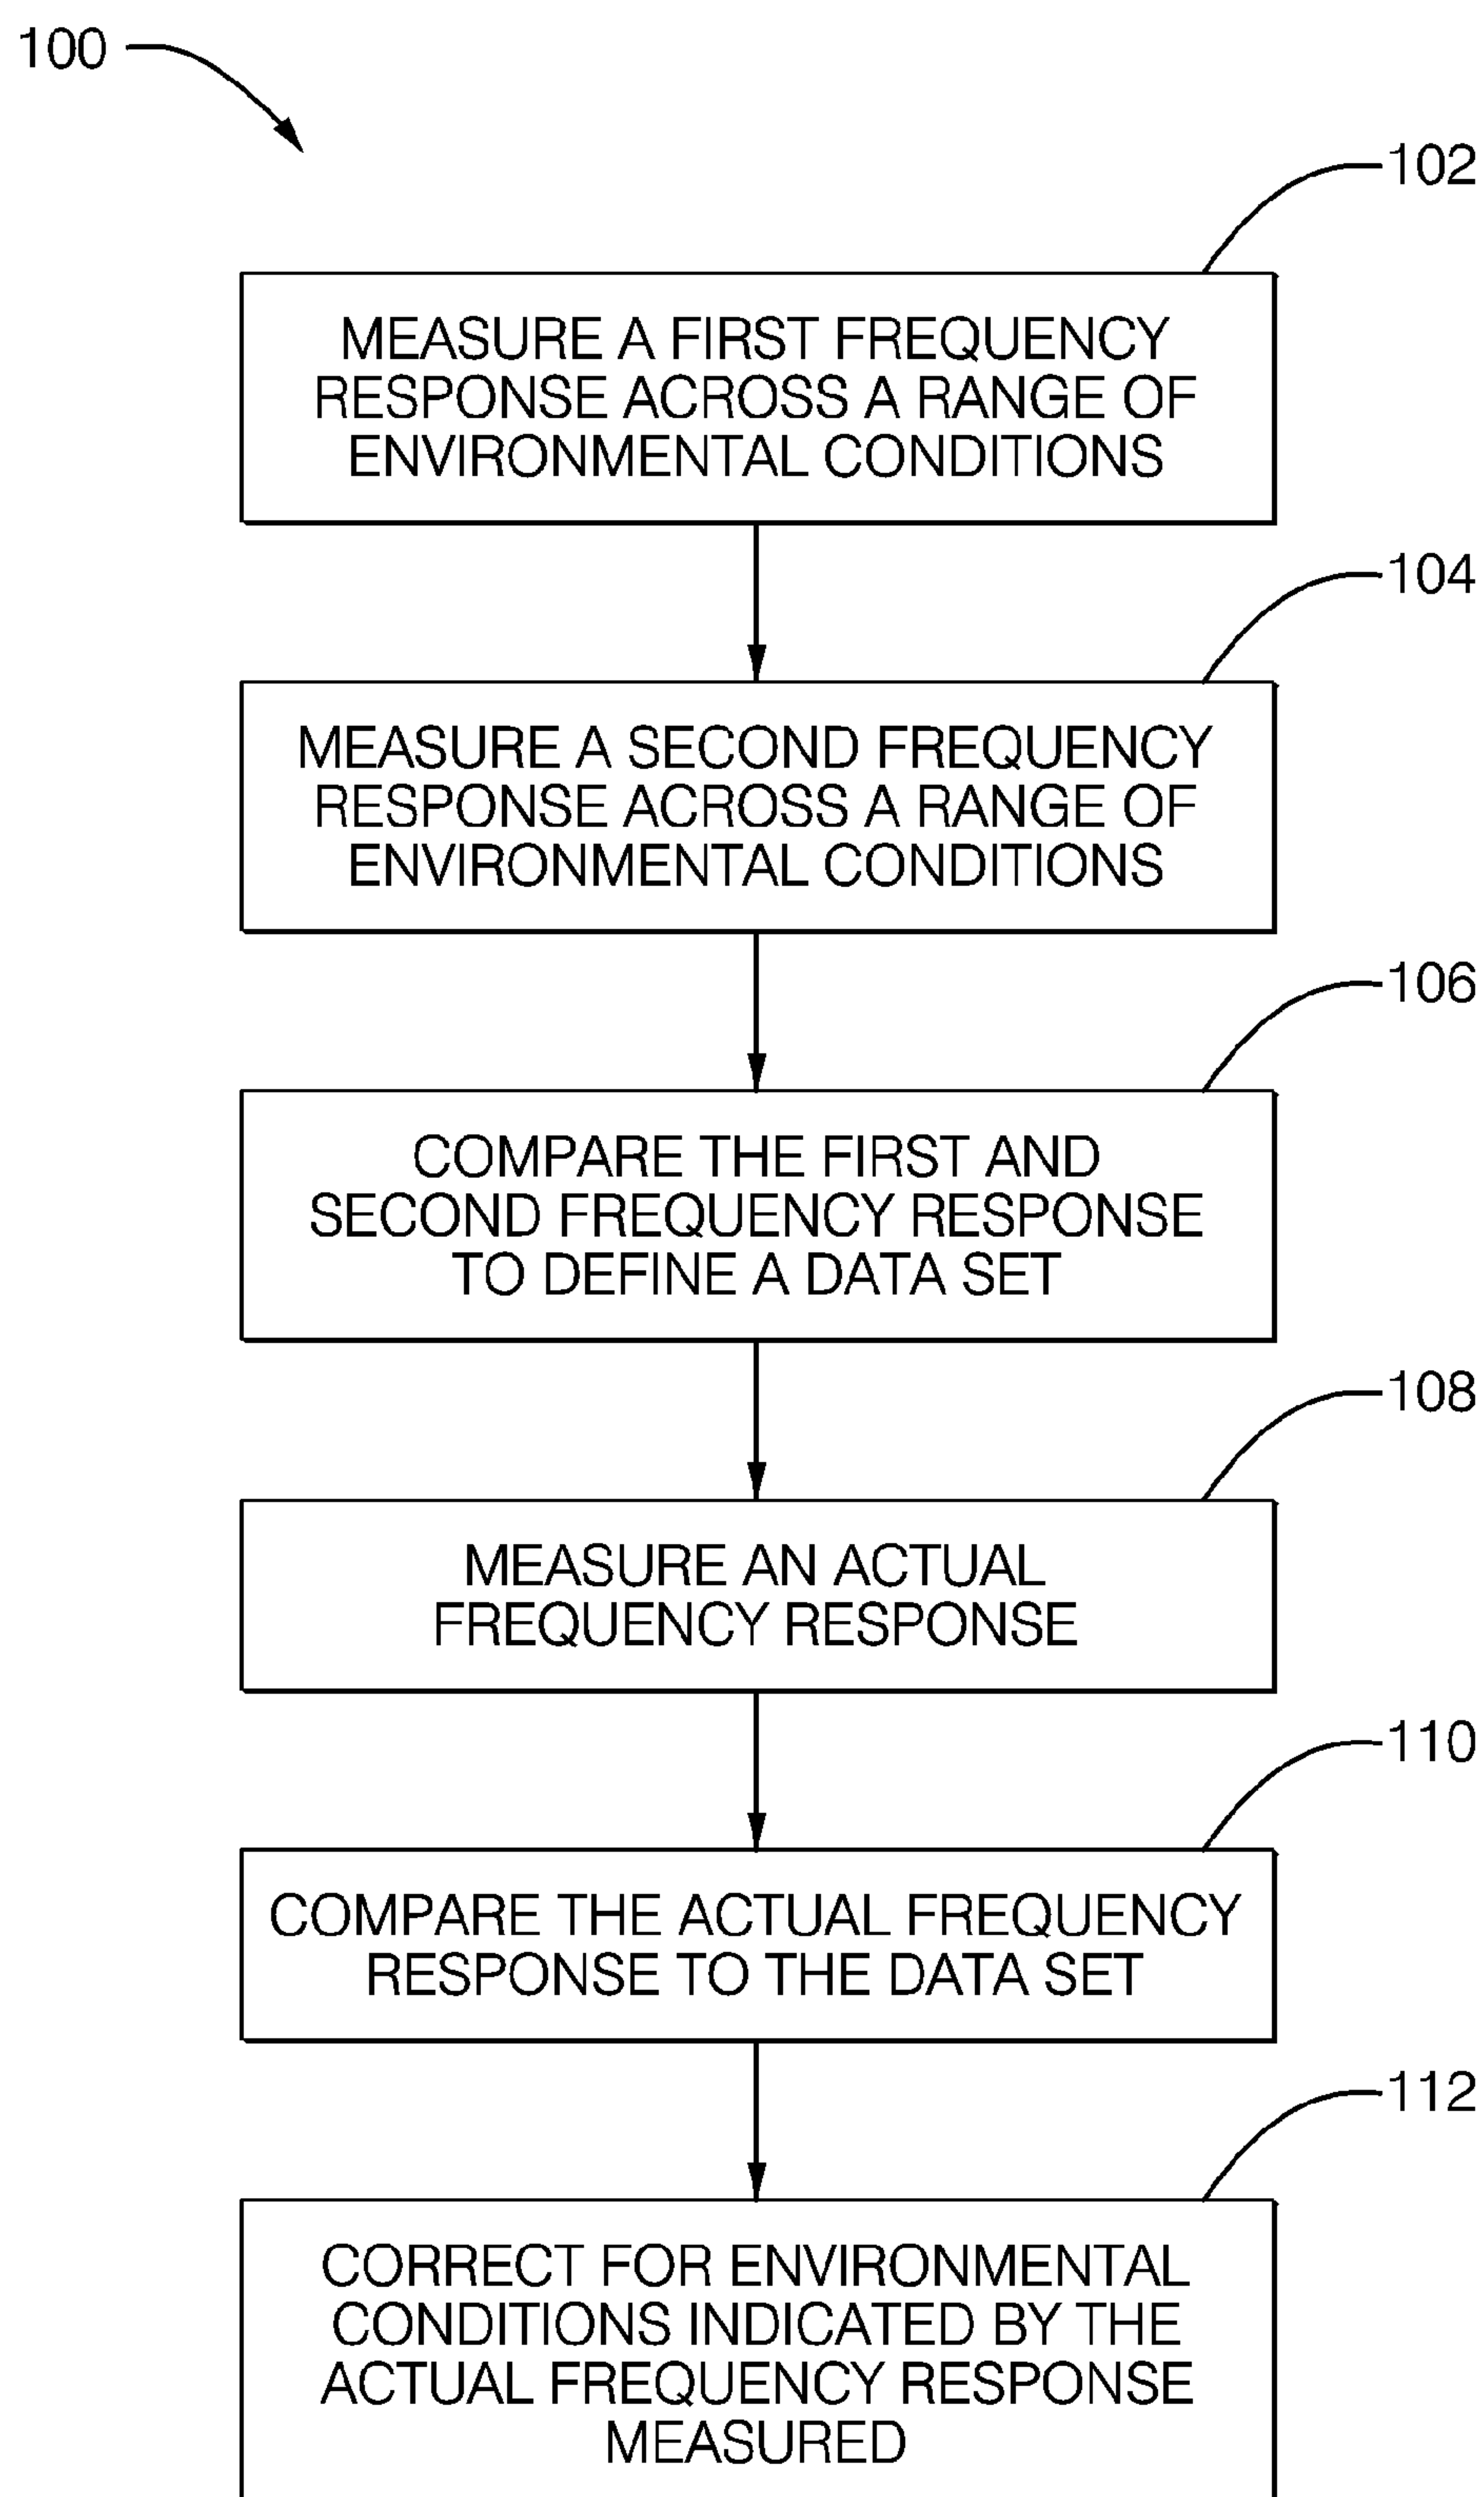 100
102
MEASURE A FIRST FREQUENCY
RESPONSE ACROSS A RANGE OF
ENVIRONMENTAL CONDITIONS
104
MEASURE A SECOND FREQUENCY
RESPONSE ACROSS A RANGE OF
ENVIRONMENTAL CONDITIONS
106
COMPARE THE FIRST AND
SECOND FREQUENCY RESPONSE
TO DEFINE A DATA SET
108
MEASURE AN ACTUAL
FREQUENCY RESPONSE
110
COMPARE THE ACTUAL FREQUENCY
RESPONSE TO THE DATA SET
112
CORRECT FOR ENVIRONMENTAL
CONDITIONS INDICATED BY THE
ACTUAL FREQUENCY RESPONSE
MEASURED